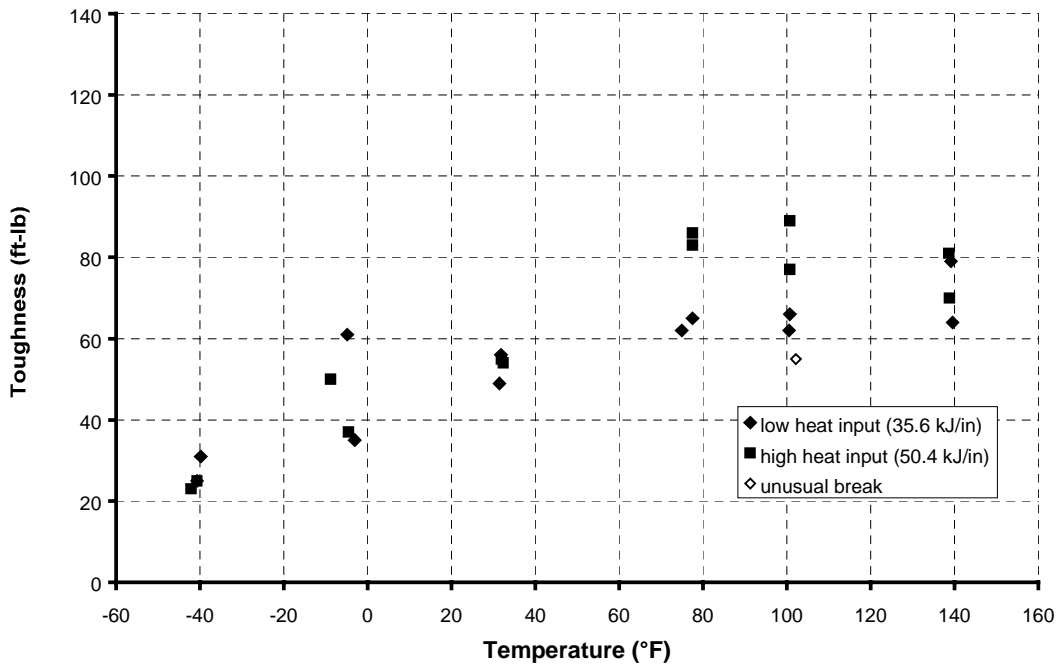 140
120
100
80
60
40
20
0
Toughness (ft-lb)
low heat input (35.6 kJ/in)
high heat input (50.4 kJ/in)
unusual break
-60 -40 -20 0 20 40 60 80 100 120 140 160
Temperature (°F)